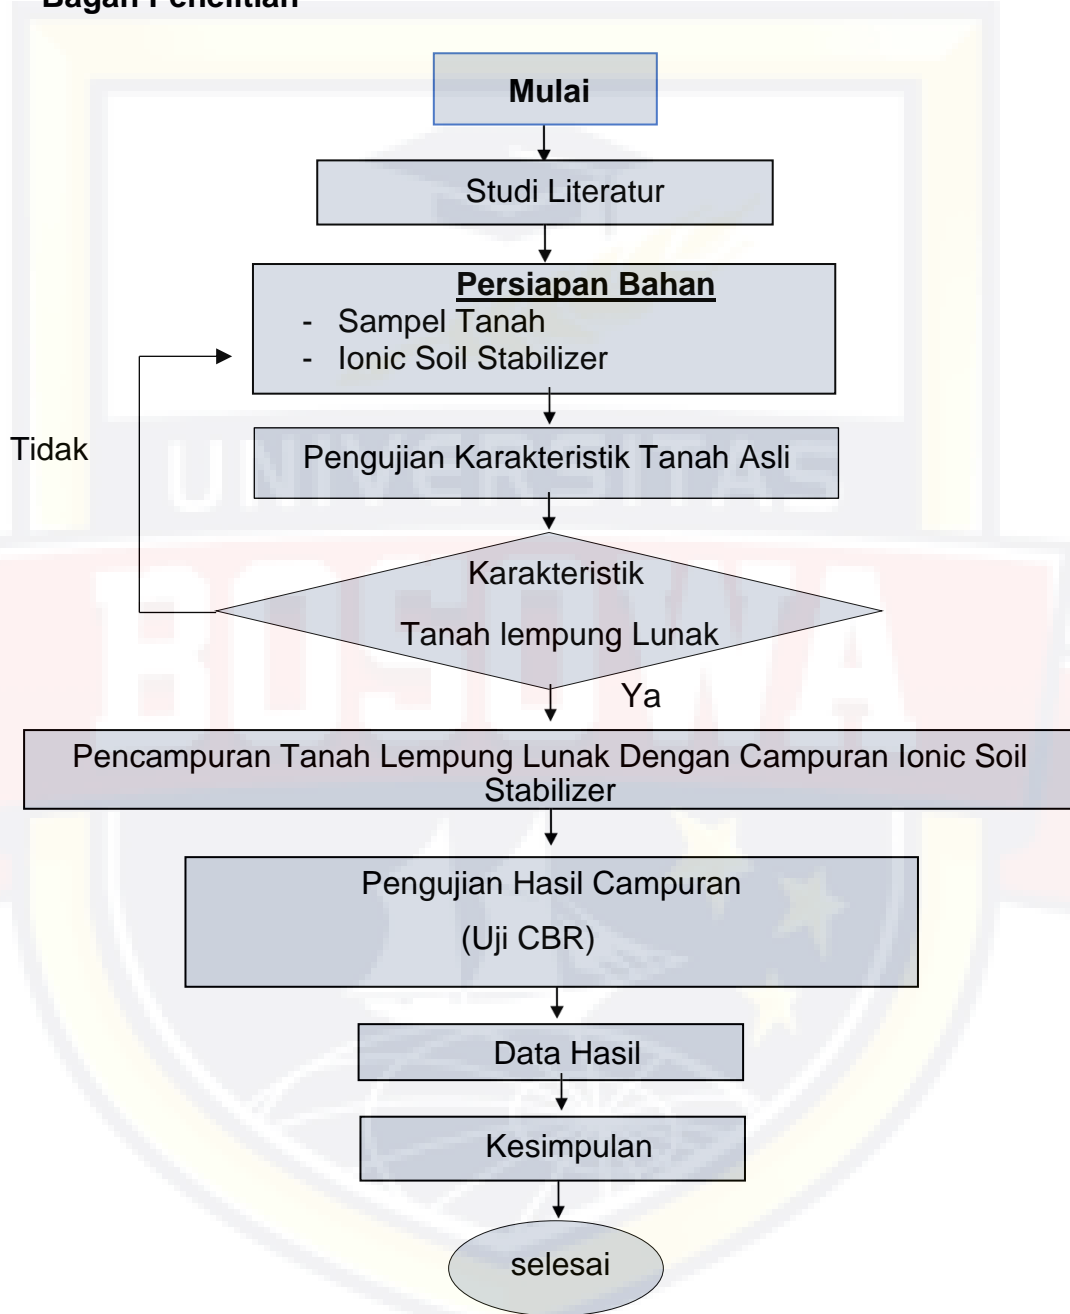 Bagan Penelitian
Mulai
Studi Literatur
Persiapan Bahan
- Sampel Tanah
- Ionic Soil Stabilizer
Tidak
Pengujian Karakteristik Tanah Asli
Karakteristik
Tanah lempung Lunak
Ya
Pencampuran Tanah Lempung Lunak Dengan Campuran Ionic Soil
Stabilizer
Pengujian Hasil Campuran
(Uji CBR)
Data Hasil
Kesimpulan
selesai
UNIVERSITAS
BOSOWA